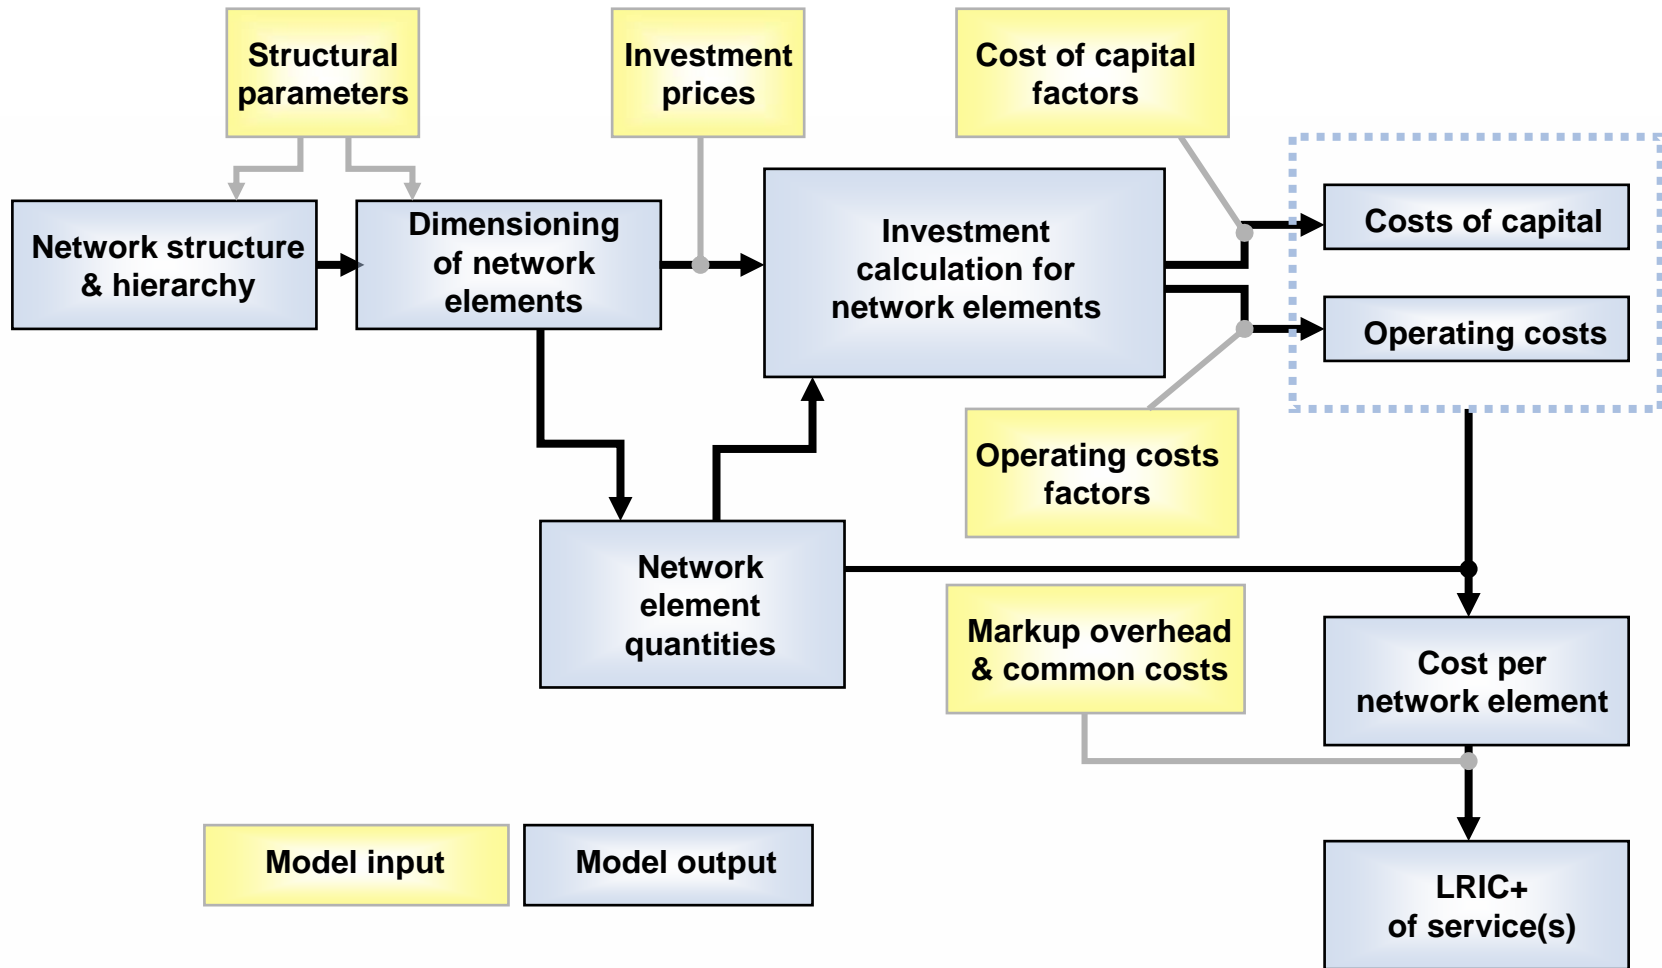 Structural
parameters
Investment
prices
Cost of capital
factors
Network structure
& hierarchy
Dimensioning
of network
elements
Investment
calculation for
network elements
Costs of capital
Operating costs
Operating costs
factors
Network
element
quantities
Markup overhead
& common costs
Cost per
network element
Model input
Model output
LRIC+
of service(s)